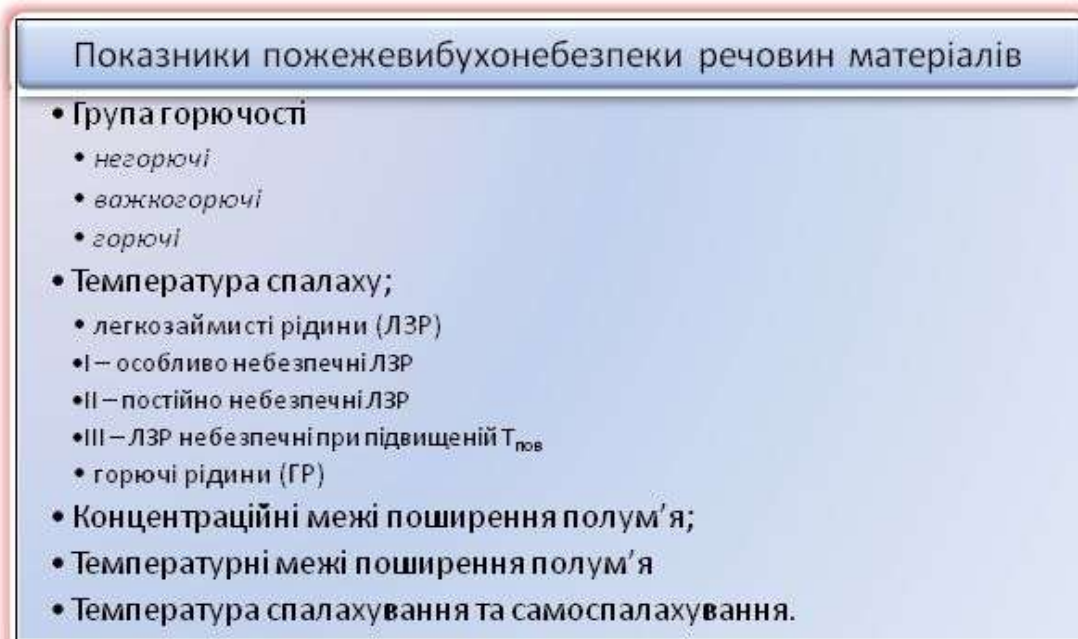 Показники пожежевибухонебезпеки речовин матеріалів
• Група горючості
• негорючі
• важкогорючі
• горючі
• Температура спалаху;
• легкозаймисті рідини (ЛЗР)
•І – особливо небезпечні ЛЗР
•ІІ – постійно небезпечні ЛЗР
•ІІІ – ЛЗР небезпечні при підвищеній Тпов
• горючі рідини (ГР)
• Концентраційні межі поширення полум’я;
• Температурні межі поширення полум’я
• Температура спалахування та самоспалахування.